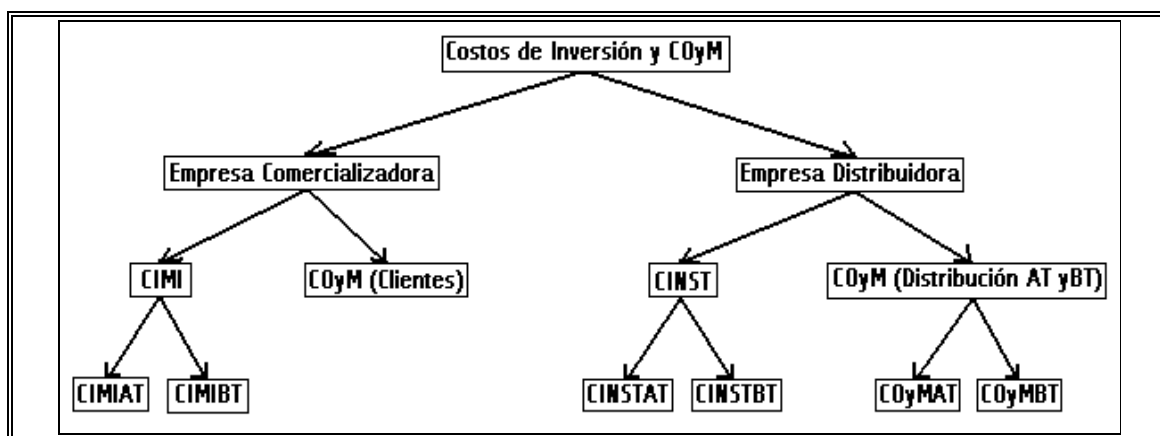 Costos de Inversión y COyM
Empresa Comercializadora
Empresa Distribuidora
CIMI
COyM (Clientes)
CINST
COyM (Distribución AT yBT)
CIMIAT
CIMIBT
CINSTAT
CINSTBT
COyMAT
COyMBT